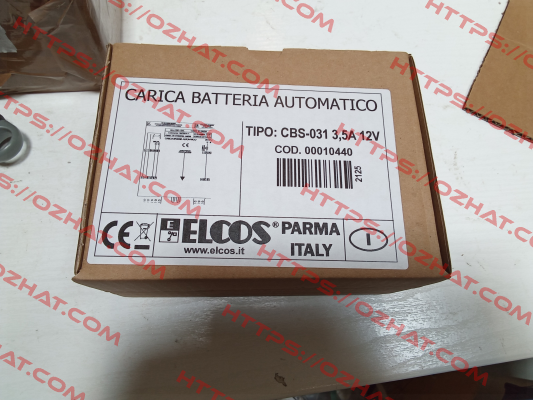 CARICA BATTERIA AUTOMATICO
TIPO: CBS-031 3,5A 12V
COD. 00010440
2125
CE
ELCOS® PARMA
ITALY
www.elcos.it
I
HTTPS://OZHAT.COM